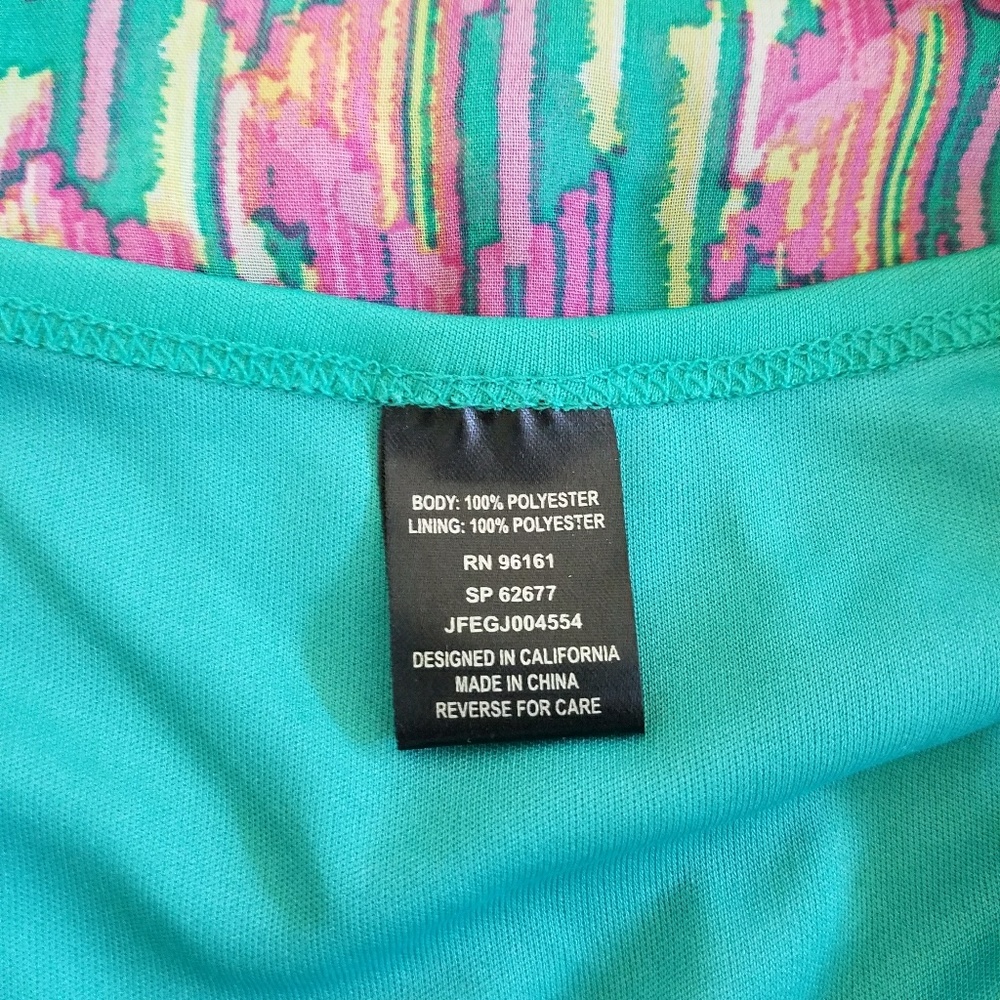 BODY: 100% POLYESTER
LINING: 100% POLYESTER
RN 96161
SP 62677
JFEGJ004554
DESIGNED IN CALIFORNIA
MADE IN CHINA
REVERSE FOR CARE